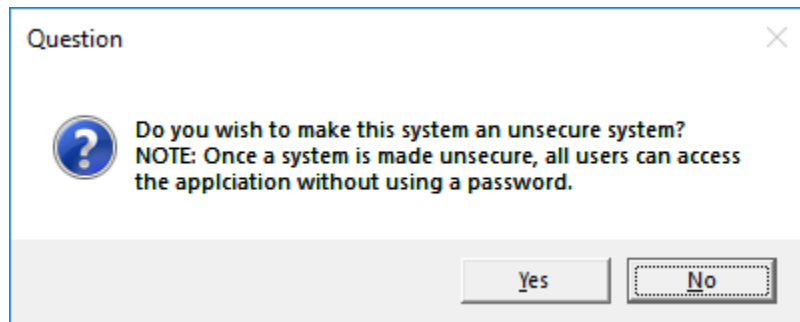 Question
Do you wish to make this system an unsecure system?
NOTE: Once a system is made unsecure, all users can access
the applciation without using a password.
Yes
No